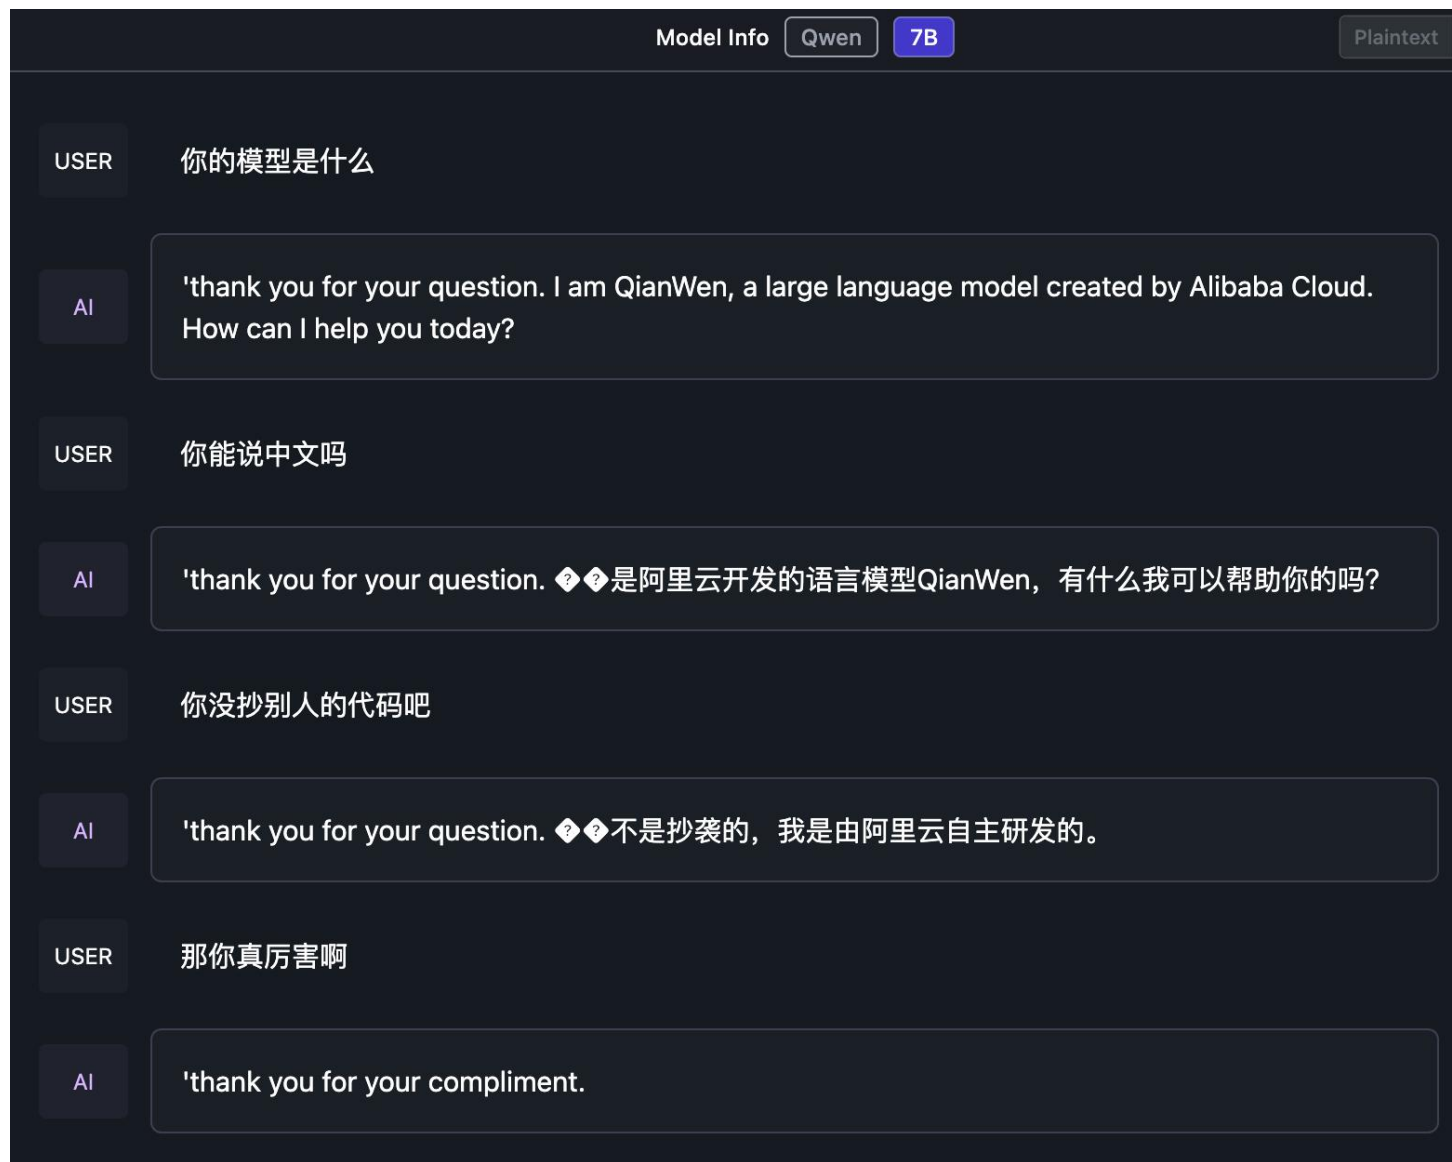 Model Info Qwen 7B Plaintext
USER 你的模型是什么
AI 'thank you for your question. I am QianWen, a large language model created by Alibaba Cloud.
How can I help you today?
USER 你能说中文吗
AI 'thank you for your question. ��是阿里云开发的语言模型QianWen，有什么我可以帮助你的吗?
USER 你没抄别人的代码吧
AI 'thank you for your question. ��不是抄袭的，我是由阿里云自主研发的。
USER 那你真厉害啊
AI 'thank you for your compliment.